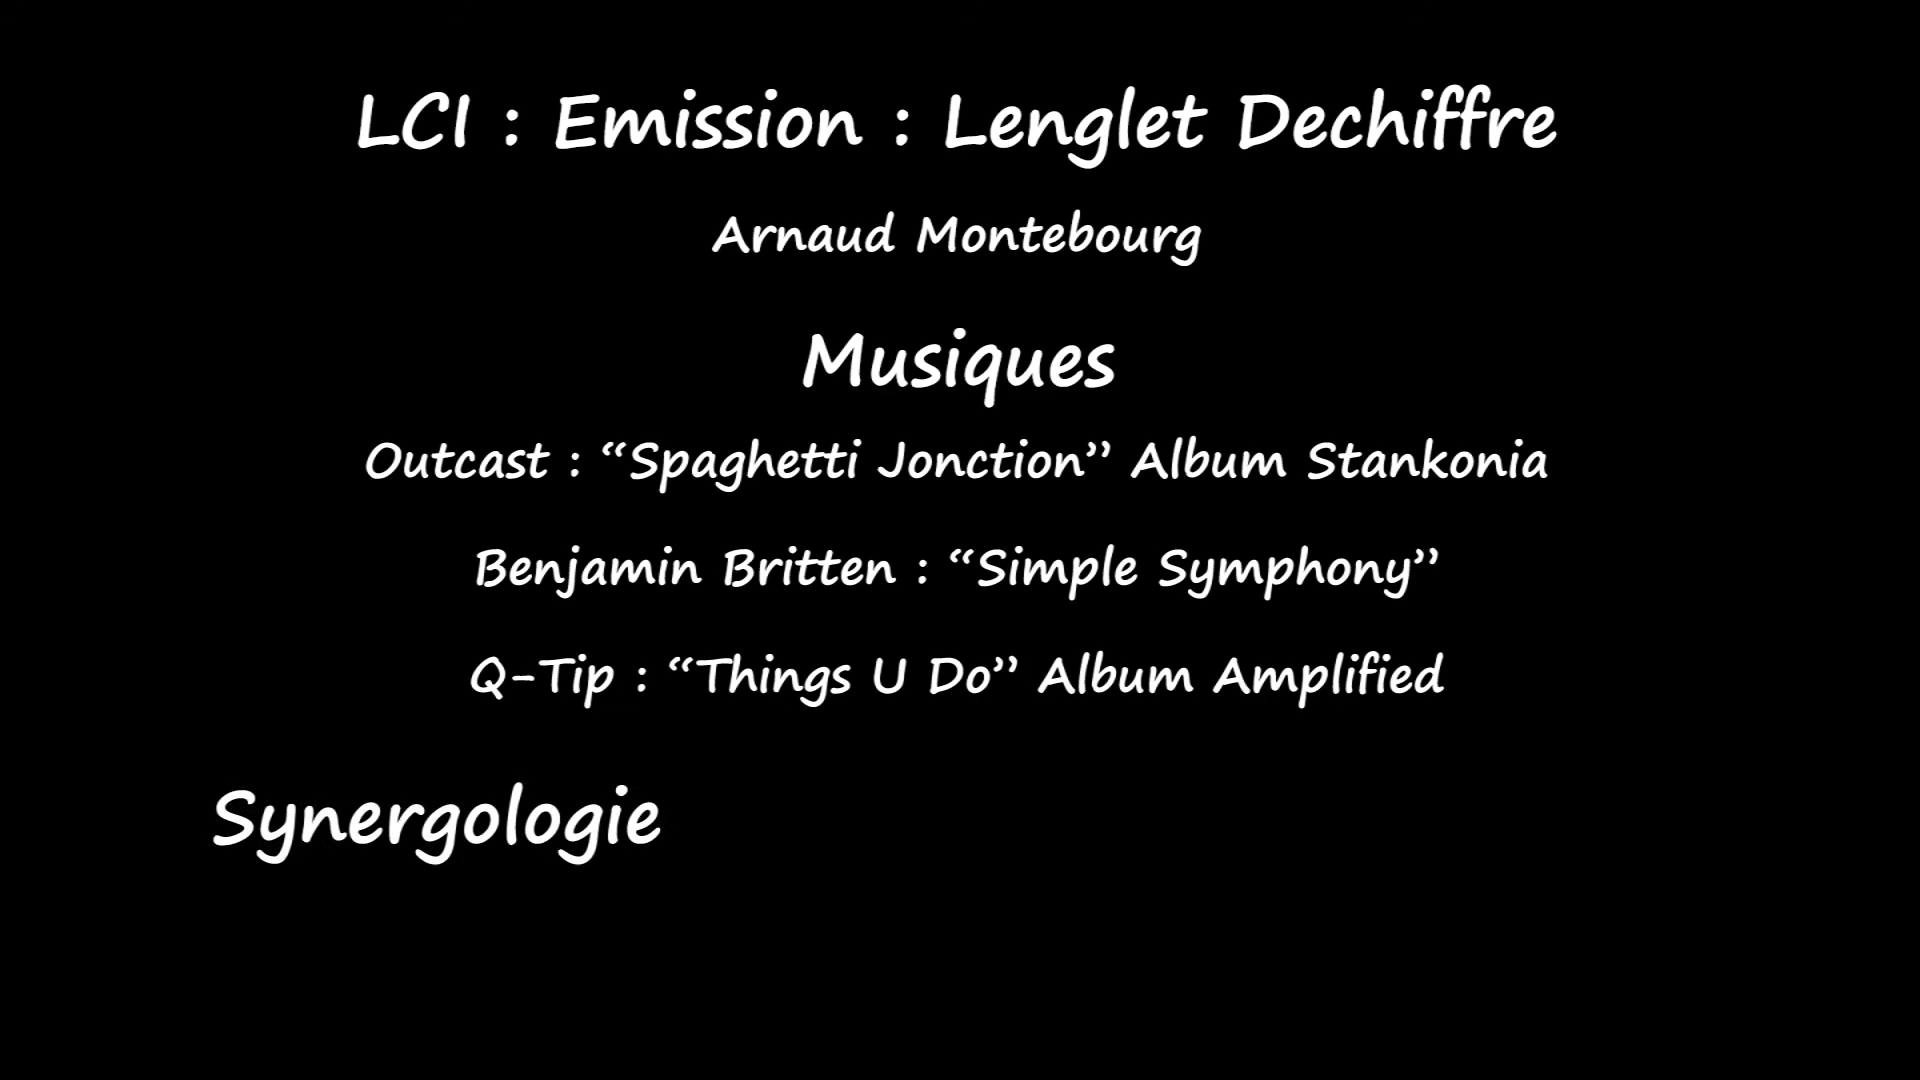 LCI : Emission : Lenglet Dechiffre
Arnaud Montebourg
Musiques
Outcast : “Spaghetti Jonction” Album Stankonia
Benjamin Britten : “Simple Symphony”
Q-Tip : “Things U Do” Album Amplified
Synergologie